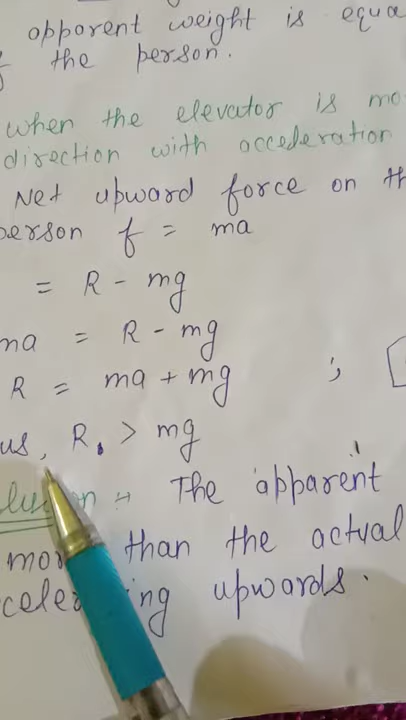 apparent weight is equa
the person.
when the elevator is mo
direction with acceleration
Net upward force on th
person f = ma
= R - mg
ma = R - mg
R = ma + mg ;
us, R. > mg
The apparent
than the actual
ing upwards.